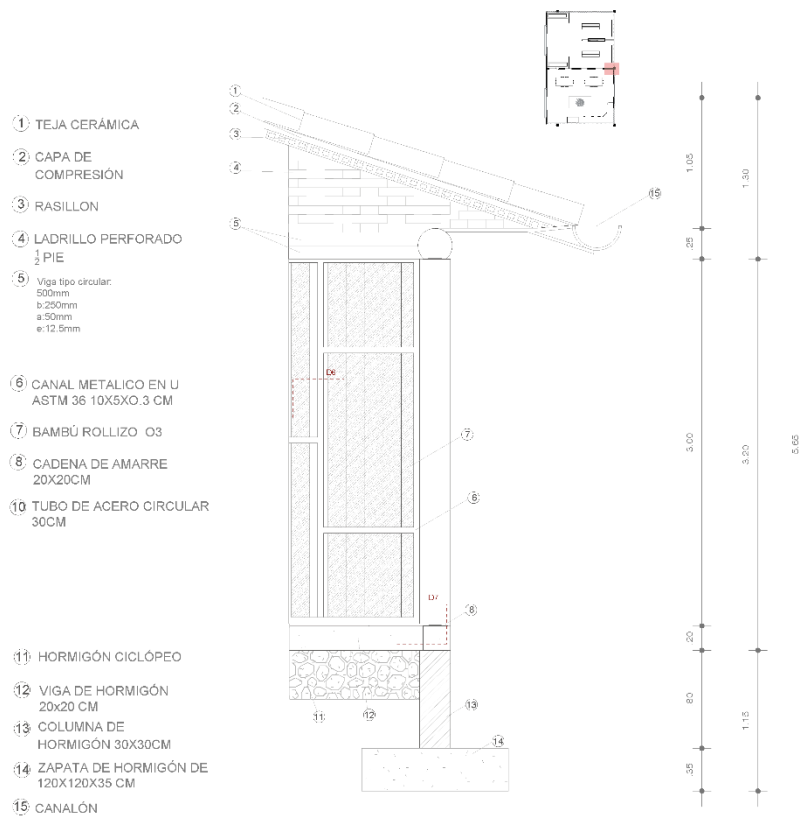 1 TEJA CERÁMICA
2 CAPA DE
COMPRESIÓN
3 RASILLON
4 LADRILLO PERFORADO
1/2 PIE
5 Viga tipo circular:
500mm
b:250mm
a:50mm
e:12.5mm
6 CANAL METALICO EN U
ASTM 36 10X5XO.3 CM
7 BAMBÚ ROLLIZO O3
8 CADENA DE AMARRE
20X20CM
10 TUBO DE ACERO CIRCULAR
30CM
11 HORMIGÓN CICLÓPEO
12 VIGA DE HORMIGÓN
20x20 CM
13 COLUMNA DE
HORMIGÓN 30X30CM
14 ZAPATA DE HORMIGÓN DE
120X120X35 CM
15 CANALÓN
1
2
3
4
5
15
D6
7
6
D7
8
11
12
13
14
1.05
25
3.00
20
80
35
1.30
3.20
1.15
5.65